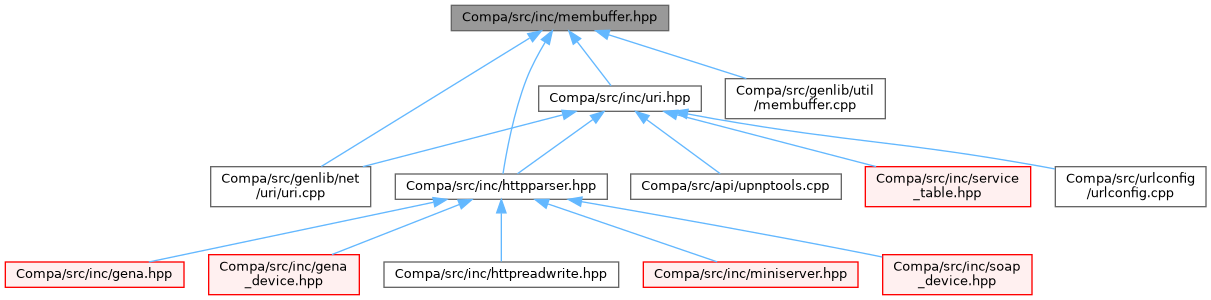 Compa/src/inc/membuffer.hpp
Compa/src/genlib/util
/membuffer.cpp
Compa/src/inc/uri.hpp
Compa/src/genlib/net
/uri/uri.cpp
Compa/src/inc/httpparser.hpp
Compa/src/api/upnptools.cpp
Compa/src/inc/service
_table.hpp
Compa/src/urlconfig
/urlconfig.cpp
Compa/src/inc/gena.hpp
Compa/src/inc/gena
_device.hpp
Compa/src/inc/httpreadwrite.hpp
Compa/src/inc/miniserver.hpp
Compa/src/inc/soap
_device.hpp